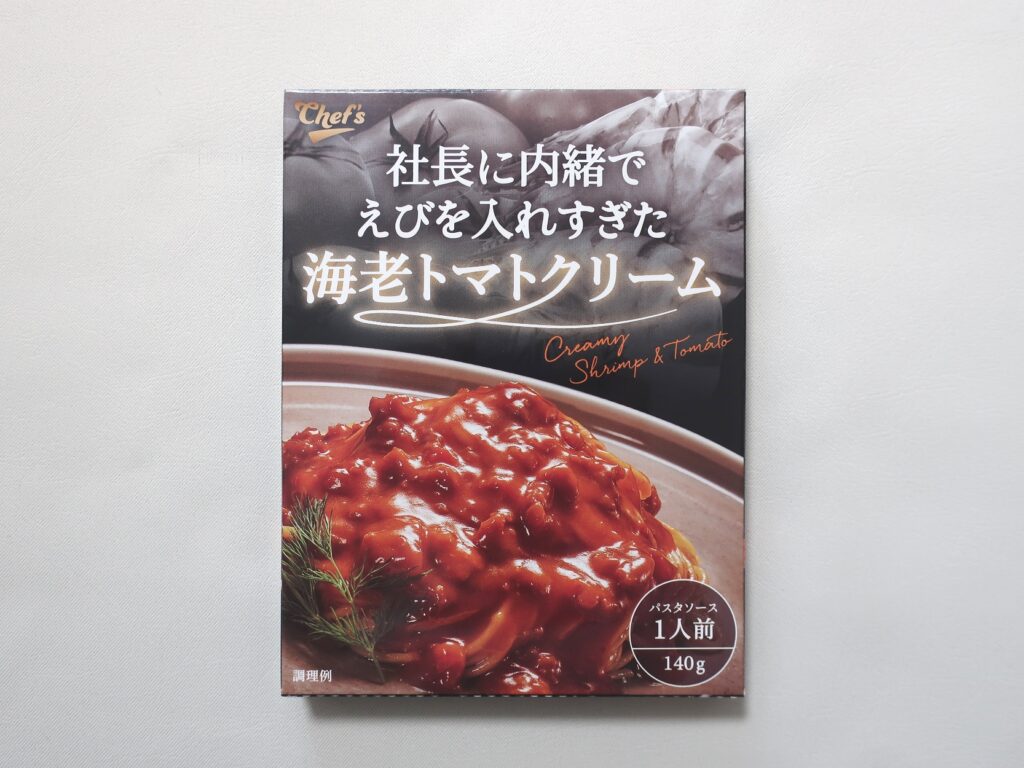 Chef's
社長に内緒で
えびを入れすぎた
海老トマトクリーム
Creamy
Shrimp & Tomato
パスタソース
1人前
140g
調理例